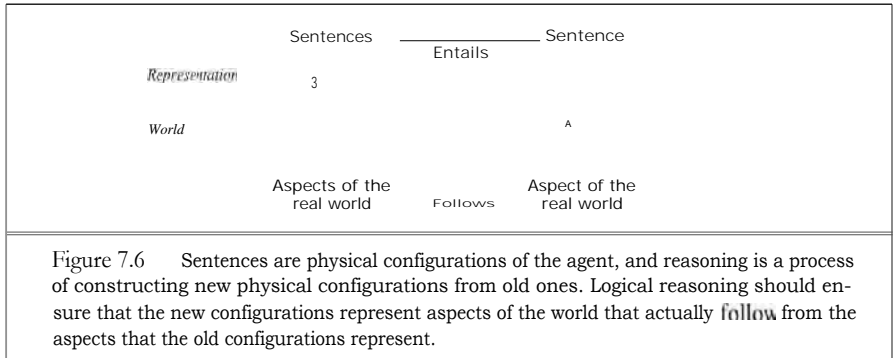 Sentences Sentence
Entails
Representation
3
World
A
Aspects of the Aspect of the
real world Follows real world
Figure 7.6 Sentences are physical configurations of the agent, and reasoning is a process
of constructing new physical configurations from old ones. Logical reasoning should en-
sure that the new configurations represent aspects of the world that actually follow from the
aspects that the old configurations represent.